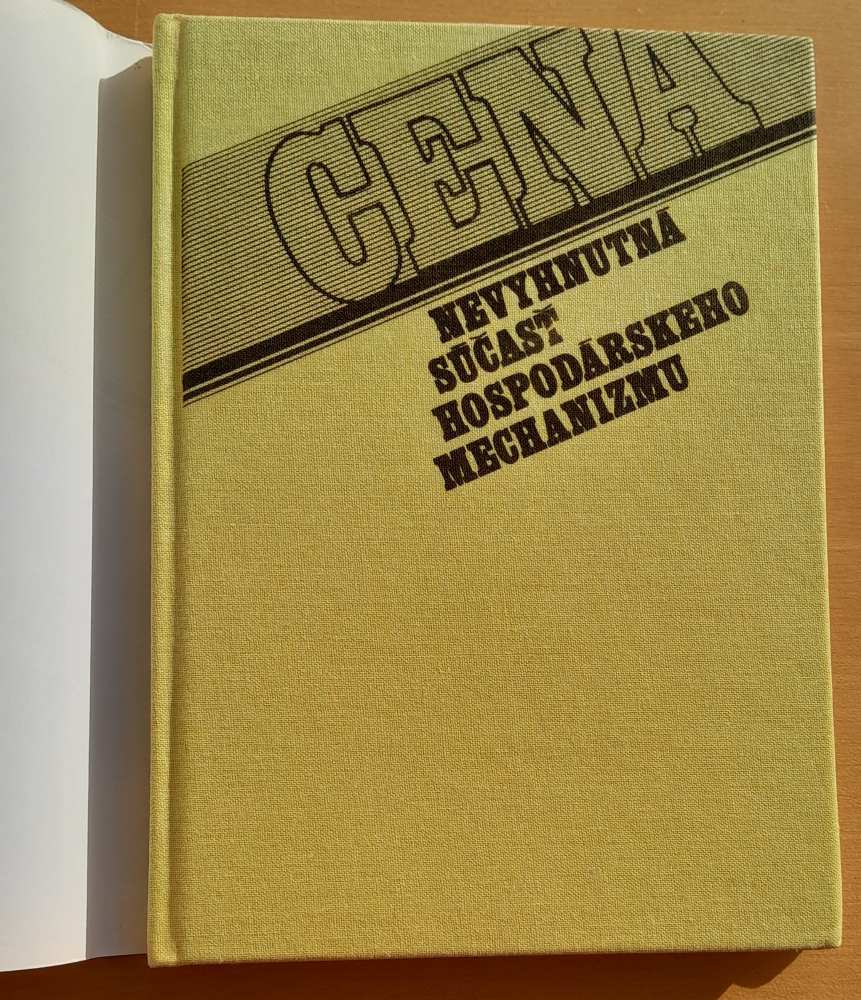 CENA
NEVYHNUTNÁ
SÚČASŤ
HOSPODÁRSKEHO
MECHANIZMU